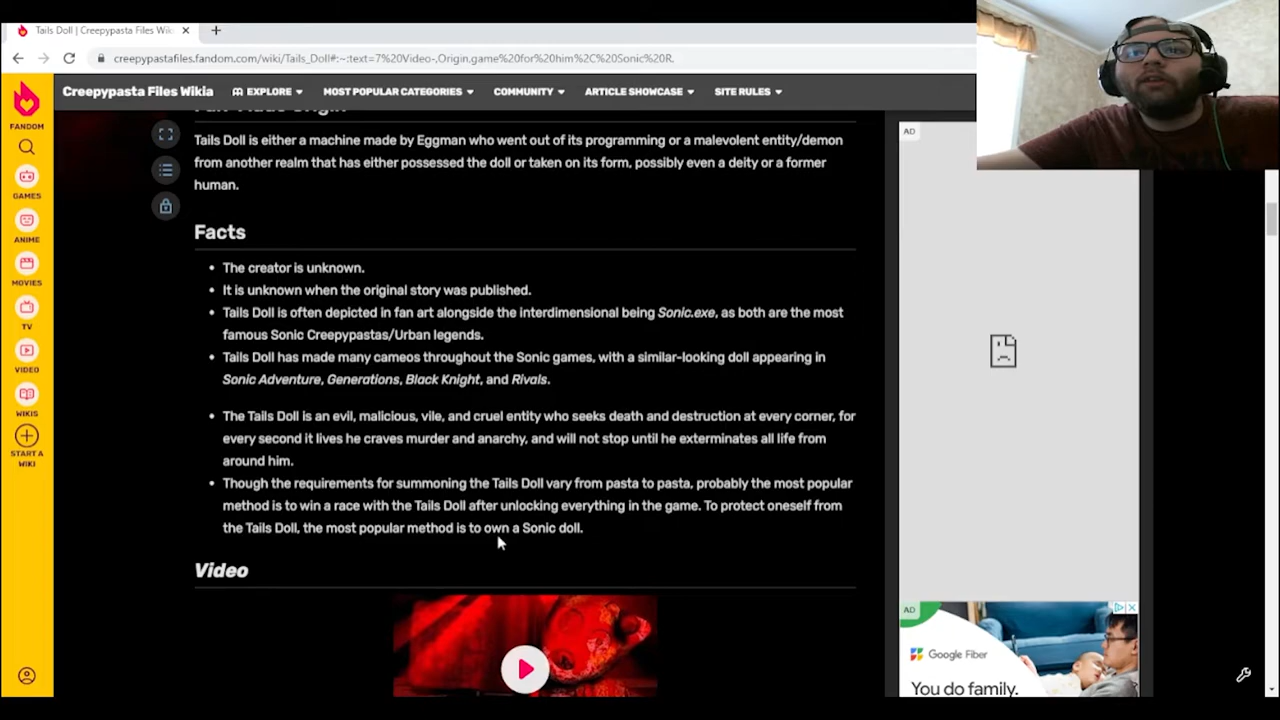 Tails Doll | Creepypasta Files Wiki
creepypastafiles.fandom.com/wiki/Tails_Doll#:~:text=7%20Video-,Origin.game%20for%20him%2C%20Sonic%20R.
FANDOM
GAMES
ANIME
MOVIES
TV
VIDEO
WIKIS
START A
WIKI
Creepypasta Files Wikia
EXPLORE
MOST POPULAR CATEGORIES
COMMUNITY
ARTICLE SHOWCASE
SITE RULES
Tails Doll is either a machine made by Eggman who went out of its programming or a malevolent entity/demon
from another realm that has either possessed the doll or taken on its form, possibly even a deity or a former
human.
Facts
• The creator is unknown.
• It is unknown when the original story was published.
• Tails Doll is often depicted in fan art alongside the interdimensional being Sonic.exe, as both are the most
famous Sonic Creepypastas/Urban legends.
• Tails Doll has made many cameos throughout the Sonic games, with a similar-looking doll appearing in
Sonic Adventure, Generations, Black Knight, and Rivals.
• The Tails Doll is an evil, malicious, vile, and cruel entity who seeks death and destruction at every corner, for
every second it lives he craves murder and anarchy, and will not stop until he exterminates all life from
around him.
• Though the requirements for summoning the Tails Doll vary from pasta to pasta, probably the most popular
method is to win a race with the Tails Doll after unlocking everything in the game. To protect oneself from
the Tails Doll, the most popular method is to own a Sonic doll.
Video
AD
AD
Google Fiber
You do family.